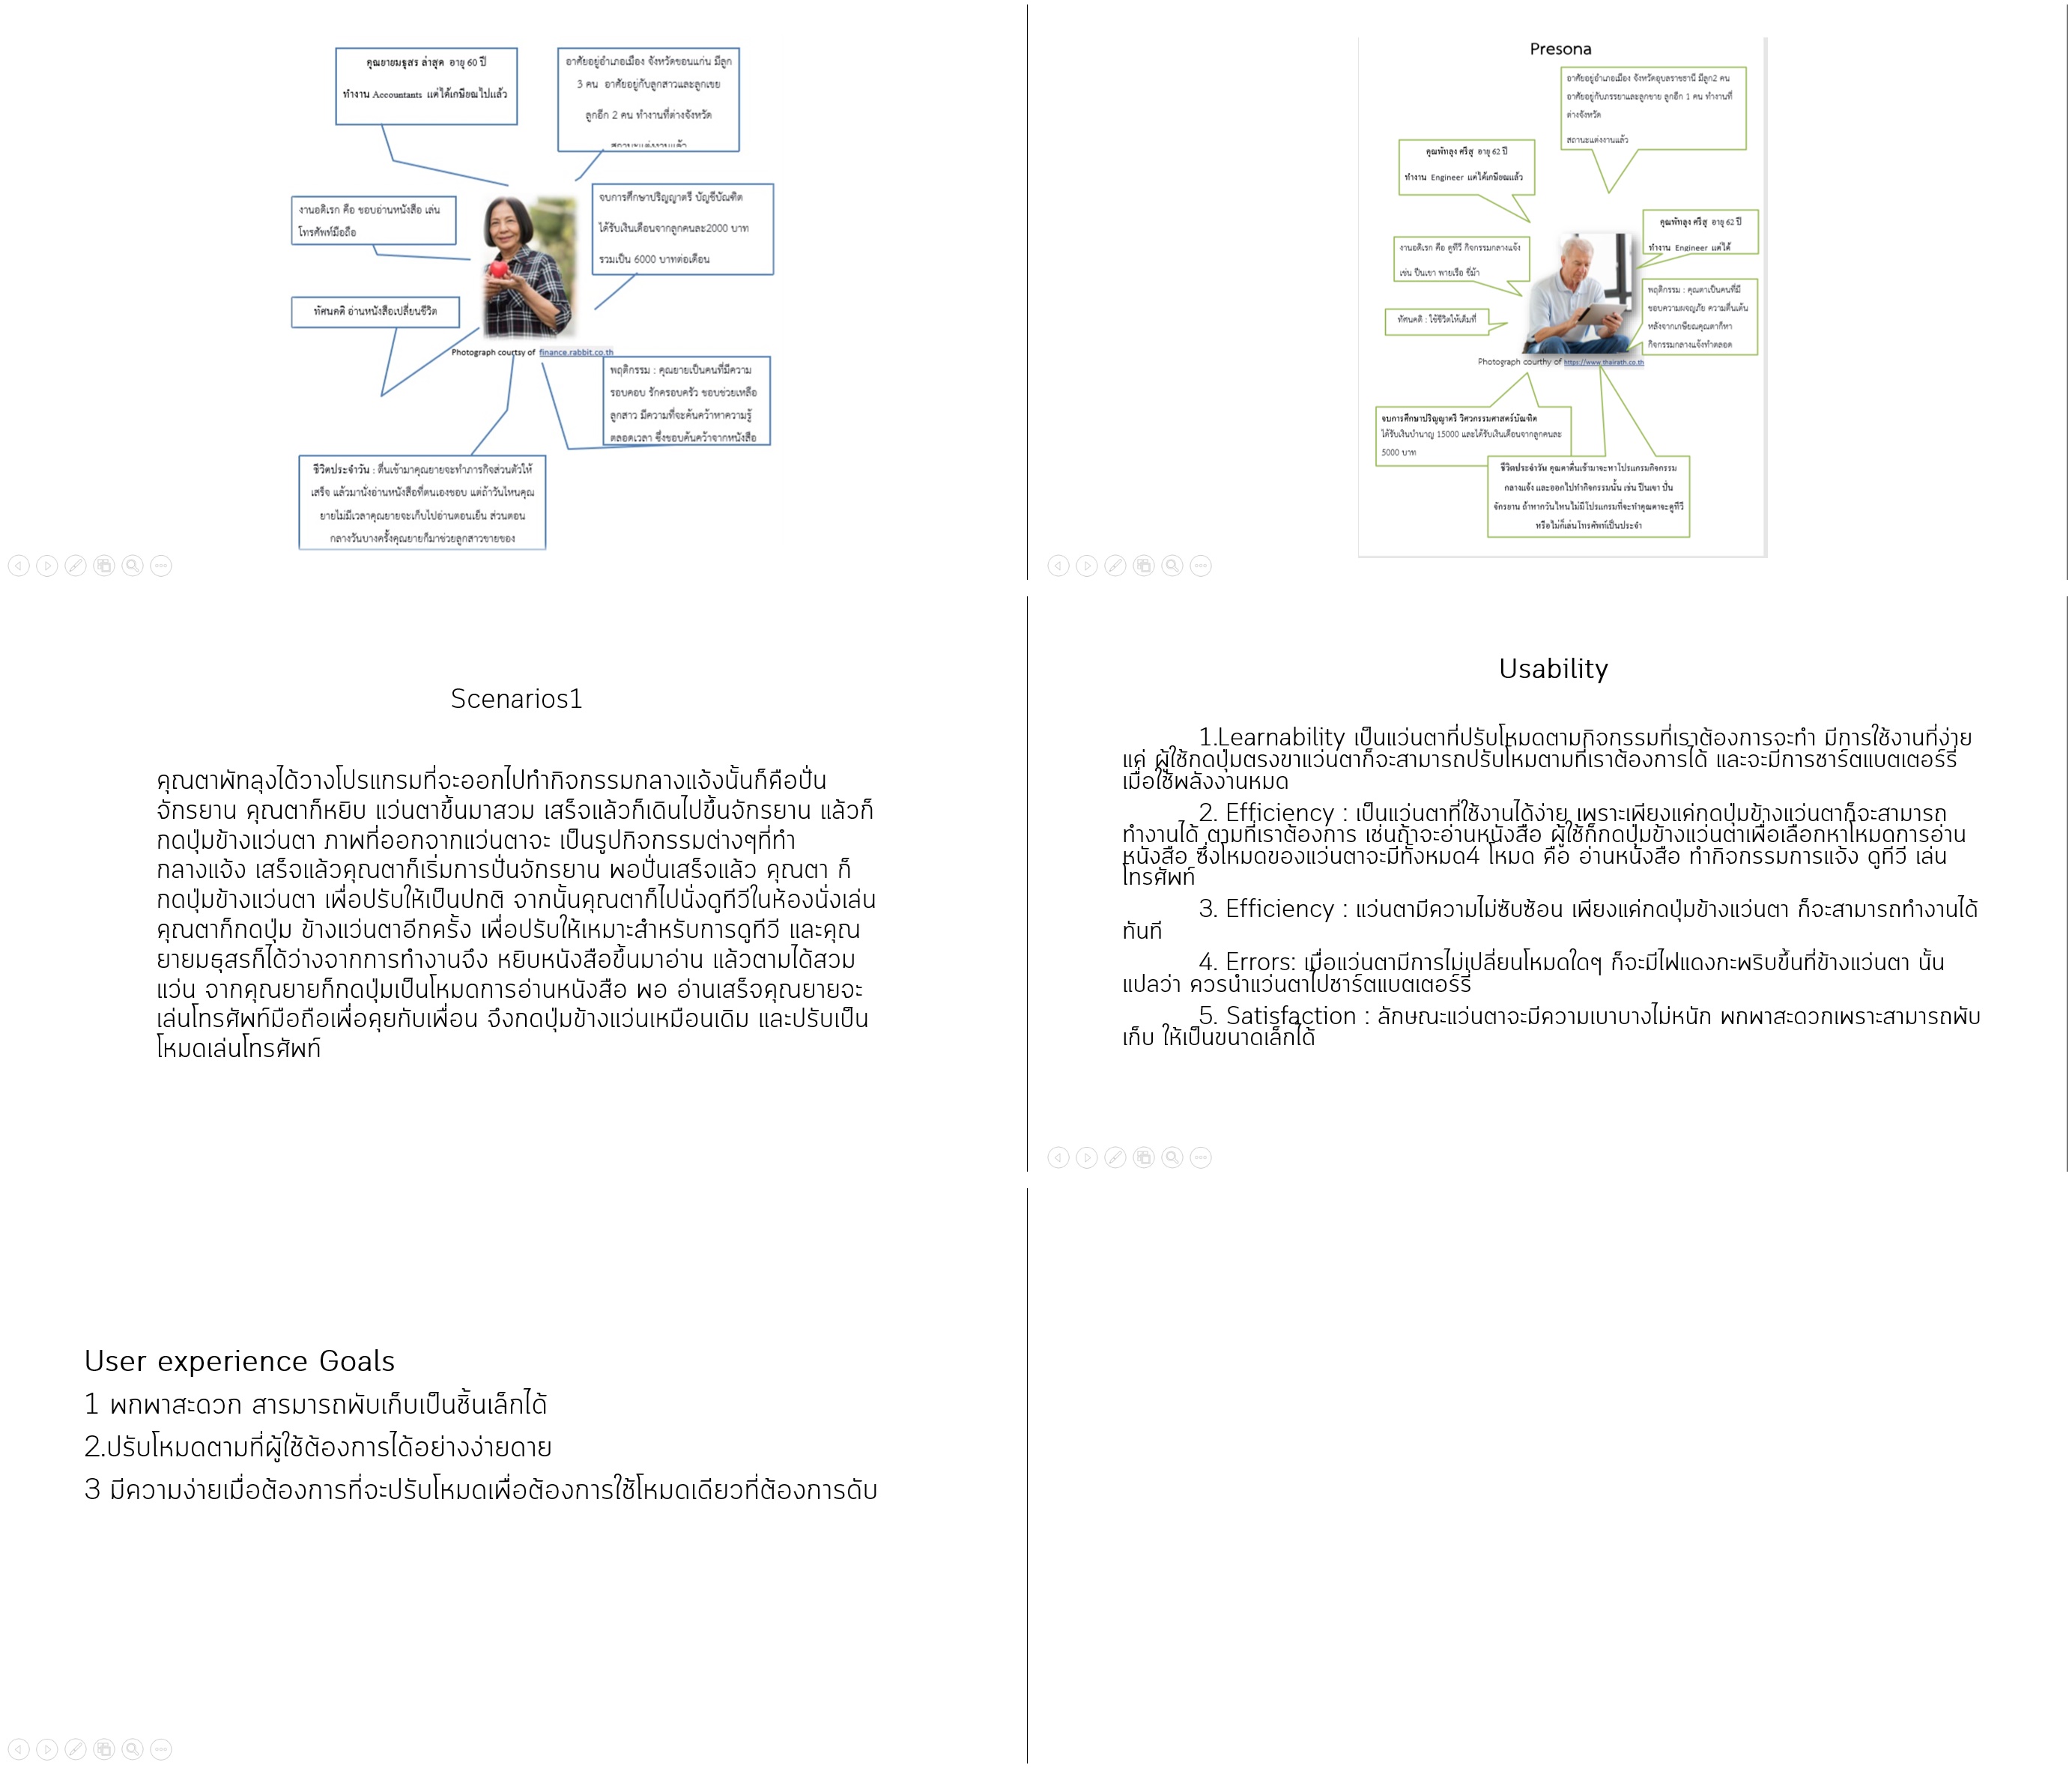 คุณยายมธุสร ล่าสุด อายุ 60 ปี
ทำงาน Accountants แต่ได้เกษียณไปแล้ว
อาศัยอยู่อำเภอเมือง จังหวัดขอนแก่น มีลูก
3 คน อาศัยอยู่กับลูกสาวและลูกเขย
ลูกอีก 2 คน ทำงานที่ต่างจังหวัด
สถานะแต่งงานแล้ว
งานอดิเรก คือ ชอบอ่านหนังสือ เล่น
โทรศัพท์มือถือ
จบการศึกษาปริญญาตรี บัญชีบัณฑิต
ได้รับเงินเดือนจากลูกคนละ2000 บาท
รวมเป็น 6000 บาทต่อเดือน
ทัศนคติ อ่านหนังสือเปลี่ยนชีวิต
Photograph courtsy of finance.rabbit.co.th
พฤติกรรม : คุณยายเป็นคนที่มีความ
รอบคอบ รักครอบครัว ชอบช่วยเหลือ
ลูกสาว มีความที่จะค้นคว้าหาความรู้
ตลอดเวลา ซึ่งชอบค้นคว้าจากหนังสือ
ชีวิตประจำวัน : ตื่นเช้ามาคุณยายจะทำภารกิจส่วนตัวให้
เสร็จ แล้วมานั่งอ่านหนังสือที่ตนเองชอบ แต่ถ้าวันไหนคุณ
ยายไม่มีเวลาคุณยายจะเก็บไปอ่านตอนเย็น ส่วนตอน
กลางวันบางครั้งคุณยายก็มาช่วยลูกสาวขายของ
Presona
อาศัยอยู่อำเภอเมือง จังหวัดอุบลราชธานี มีลูก2 คน
อาศัยอยู่กับภรรยาและลูกชาย ลูกอีก 1 คน ทำงานที่
ต่างจังหวัด
สถานะแต่งงานแล้ว
คุณพัทลุง ศรีสุ อายุ 62 ปี
ทำงาน Engineer แต่ได้เกษียณแล้ว
คุณพัทลุง ศรีสุ อายุ 62 ปี
ทำงาน Engineer แต่ได้
งานอดิเรก คือ ดูทีวี กิจกรรมกลางแจ้ง
เช่น ปีนเขา พายเรือ ขี่ม้า
พฤติกรรม : คุณตาเป็นคนที่มี
ชอบความผจญภัย ความตื่นเต้น
หลังจากเกษียณคุณตาก็หา
กิจกรรมกลางแจ้งทำตลอด
ทัศนคติ : ใช้ชีวิตให้เต็มที่
Photograph courthy of https://www.thairath.co.th
จบการศึกษาปริญญาตรี วิศวกรรมศาสตร์บัณฑิต
ได้รับเงินบำนาญ 15000 และได้รับเงินเดือนจากลูกคนละ
5000 บาท
ชีวิตประจำวัน คุณตาตื่นเช้ามาจะหาโปรแกรมกิจกรรม
กลางแจ้ง และออกไปทำกิจกรรมนั้น เช่น ปีนเขา ปั่น
จักรยาน ถ้าหากวันไหนไม่มีโปรแกรมที่จะทำคุณตาจะดูทีวี
หรือไม่ก็เล่นโทรศัพท์เป็นประจำ
Scenarios1
คุณตาพัทลุงได้วางโปรแกรมที่จะออกไปทำกิจกรรมกลางแจ้งนั้นก็คือปั่น
จักรยาน คุณตาก็หยิบ แว่นตาขึ้นมาสวม เสร็จแล้วก็เดินไปขึ้นจักรยาน แล้วก็
กดปุ่มข้างแว่นตา ภาพที่ออกจากแว่นตาจะ เป็นรูปกิจกรรมต่างๆที่ทำ
กลางแจ้ง เสร็จแล้วคุณตาก็เริ่มการปั่นจักรยาน พอปั่นเสร็จแล้ว คุณตา ก็
กดปุ่มข้างแว่นตา เพื่อปรับให้เป็นปกติ จากนั้นคุณตาก็ไปนั่งดูทีวีในห้องนั่งเล่น
คุณตาก็กดปุ่ม ข้างแว่นตาอีกครั้ง เพื่อปรับให้เหมาะสำหรับการดูทีวี และคุณ
ยายมธุสรก็ได้ว่างจากการทำงานจึง หยิบหนังสือขึ้นมาอ่าน แล้วตามได้สวม
แว่น จากคุณยายก็กดปุ่มเป็นโหมดการอ่านหนังสือ พอ อ่านเสร็จคุณยายจะ
เล่นโทรศัพท์มือถือเพื่อคุยกับเพื่อน จึงกดปุ่มข้างแว่นเหมือนเดิม และปรับเป็น
โหมดเล่นโทรศัพท์
Usability
1.Learnability เป็นแว่นตาที่ปรับโหมดตามกิจกรรมที่เราต้องการจะทำ มีการใช้งานที่ง่าย
แค่ ผู้ใช้กดปุ่มตรงขาแว่นตาก็จะสามารถปรับโหมตามที่เราต้องการได้ และจะมีการชาร์ตแบตเตอร์รี่
เมื่อใช้พลังงานหมด
2. Efficiency : เป็นแว่นตาที่ใช้งานได้ง่าย เพราะเพียงแค่กดปุ่มข้างแว่นตาก็จะสามารถ
ทำงานได้ ตามที่เราต้องการ เช่นถ้าจะอ่านหนังสือ ผู้ใช้ก็กดปุ่มข้างแว่นตาเพื่อเลือกหาโหมดการอ่าน
หนังสือ ซึ่งโหมดของแว่นตาจะมีทั้งหมด4 โหมด คือ อ่านหนังสือ ทำกิจกรรมการแจ้ง ดูทีวี เล่น
โทรศัพท์
3. Efficiency : แว่นตามีความไม่ซับซ้อน เพียงแค่กดปุ่มข้างแว่นตา ก็จะสามารถทำงานได้
ทันที
4. Errors: เมื่อแว่นตามีการไม่เปลี่ยนโหมดใดๆ ก็จะมีไฟแดงกะพริบขึ้นที่ข้างแว่นตา นั้น
แปลว่า ควรนำแว่นตาไปชาร์ตแบตเตอร์รี่
5. Satisfaction : ลักษณะแว่นตาจะมีความเบาบางไม่หนัก พกพาสะดวกเพราะสามารถพับ
เก็บ ให้เป็นขนาดเล็กได้
User experience Goals
1 พกพาสะดวก สารมารถพับเก็บเป็นชิ้นเล็กได้
2.ปรับโหมดตามที่ผู้ใช้ต้องการได้อย่างง่ายดาย
3 มีความง่ายเมื่อต้องการที่จะปรับโหมดเพื่อต้องการใช้โหมดเดียวที่ต้องการดับ